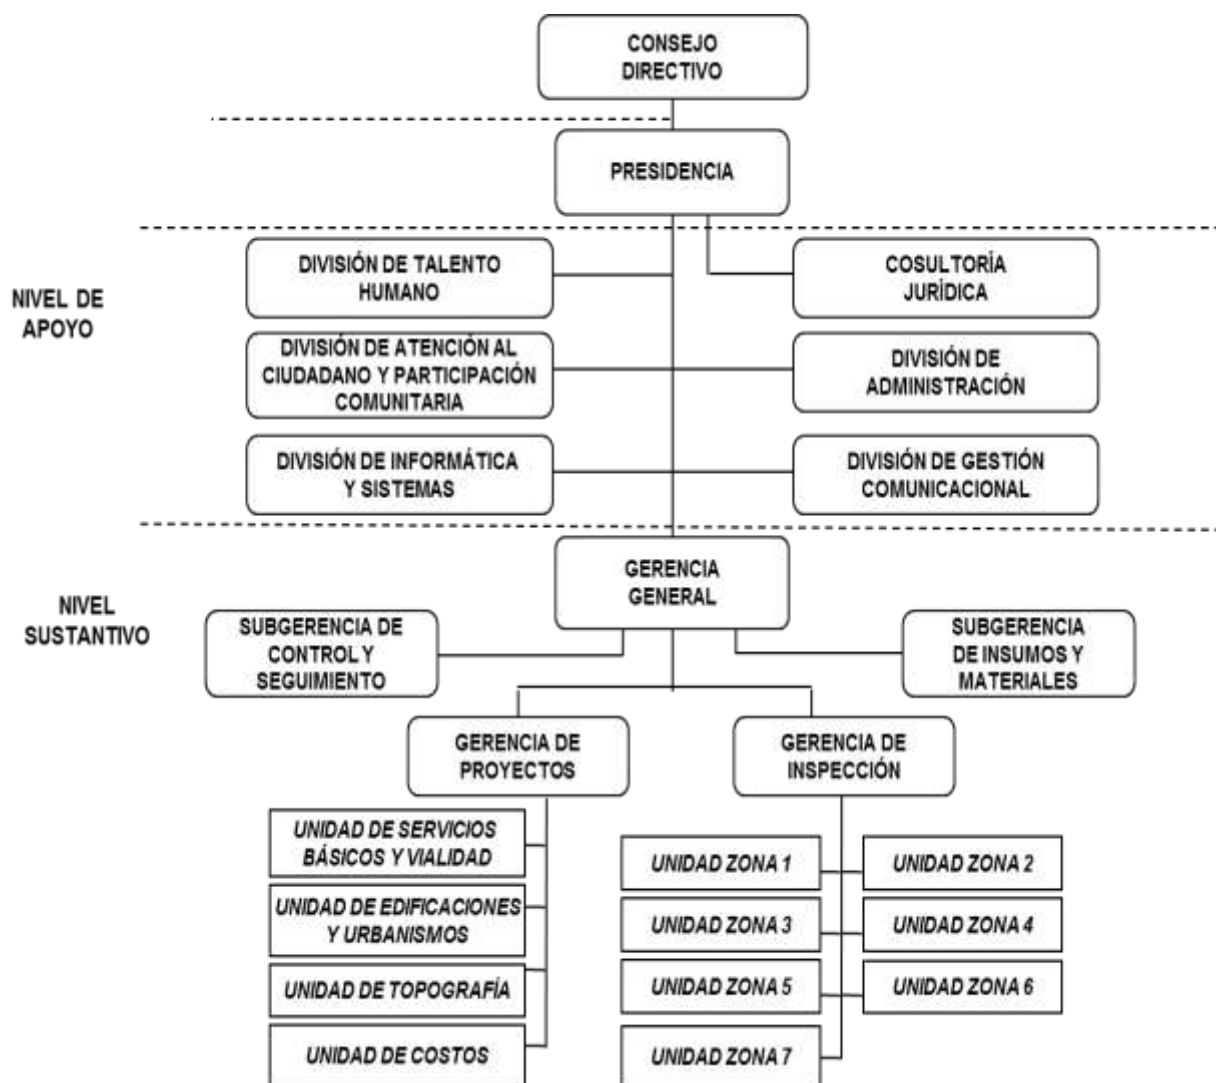 CONSEJO
DIRECTIVO
PRESIDENCIA
NIVEL DE
APOYO
DIVISIÓN DE TALENTO
HUMANO
COSULTORÍA
JURÍDICA
DIVISIÓN DE ATENCIÓN AL
CIUDADANO Y PARTICIPACIÓN
COMUNITARIA
DIVISIÓN DE
ADMINISTRACIÓN
DIVISIÓN DE INFORMÁTICA
Y SISTEMAS
DIVISIÓN DE GESTIÓN
COMUNICACIONAL
NIVEL
SUSTANTIVO
GERENCIA
GENERAL
SUBGERENCIA DE
CONTROL Y
SEGUIMIENTO
SUBGERENCIA
DE INSUMOS Y
MATERIALES
GERENCIA DE
PROYECTOS
GERENCIA DE
INSPECCIÓN
UNIDAD DE SERVICIOS
BÁSICOS Y VIALIDAD
UNIDAD DE EDIFICACIONES
Y URBANISMOS
UNIDAD DE TOPOGRAFÍA
UNIDAD DE COSTOS
UNIDAD ZONA 1
UNIDAD ZONA 2
UNIDAD ZONA 3
UNIDAD ZONA 4
UNIDAD ZONA 5
UNIDAD ZONA 6
UNIDAD ZONA 7